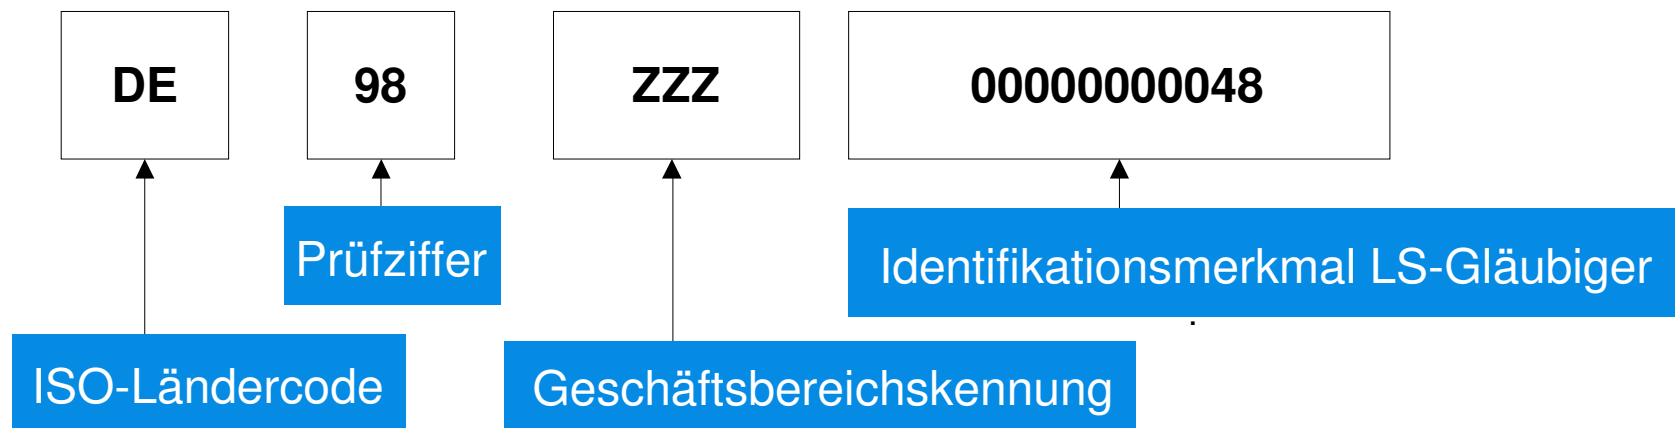 DE 98 ZZZ 00000000048
Prüfziffer
Identifikationsmerkmal LS-Gläubiger
.
ISO-Ländercode
Geschäftsbereichskennung